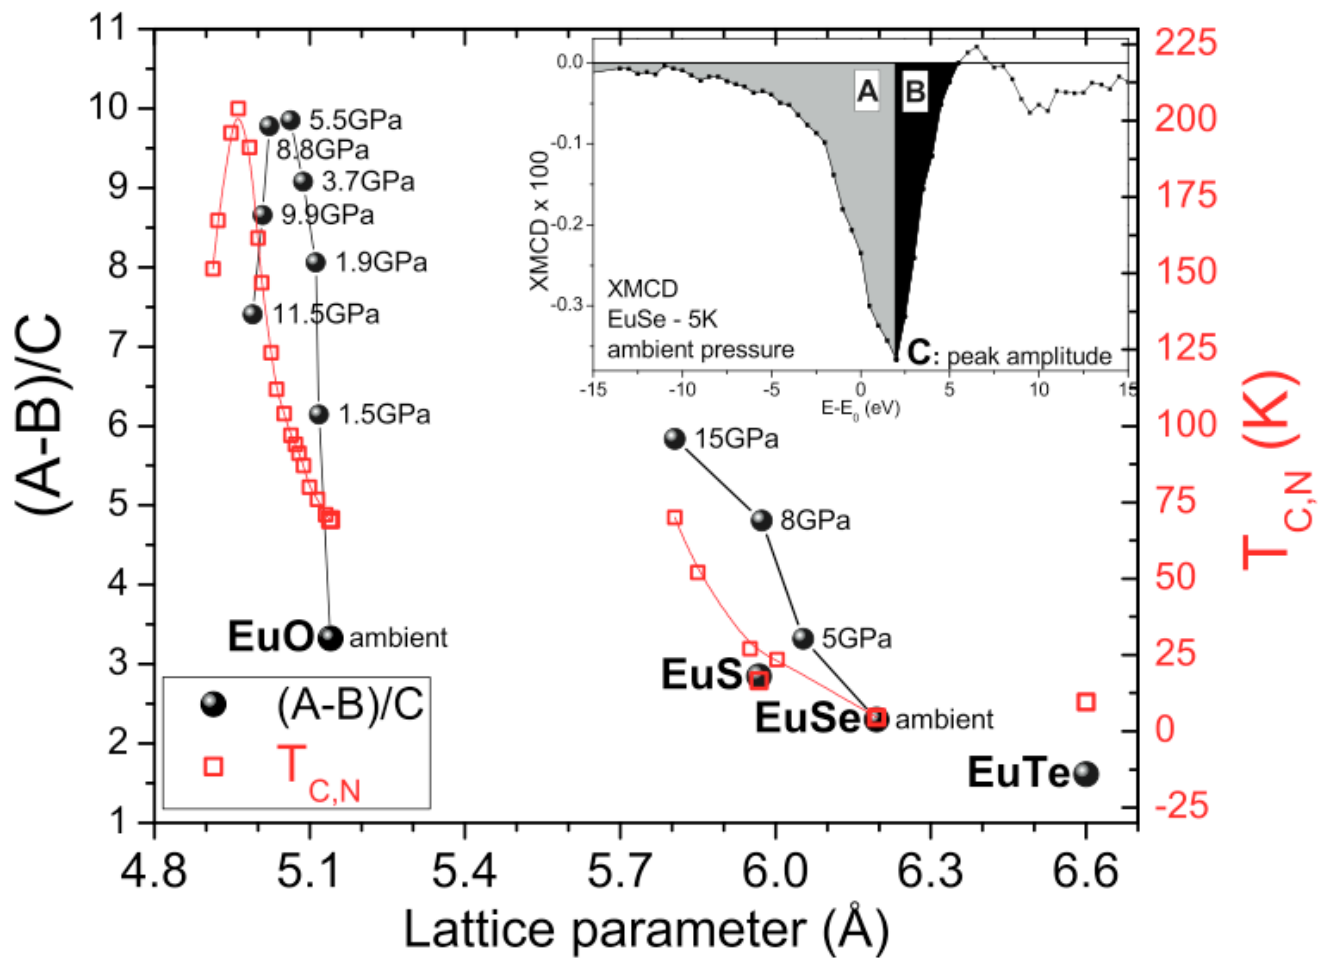 11
10
9
8
7
6
5
4
3
2
1
(A-B)/C
5.5GPa
8.8GPa
3.7GPa
9.9GPa
1.9GPa
11.5GPa
1.5GPa
EuO ambient
(A-B)/C
T C,N
0.0
-0.1
-0.2
-0.3
XMCD x 100
A B
XMCD
EuSe - 5K
ambient pressure
C: peak amplitude
-15 -10 -5 0 5 10 15
E-E0 (eV)
15GPa
8GPa
5GPa
EuS
EuSe ambient
EuTe
225
200
175
150
125
100
75
50
25
0
-25
T C,N (K)
4.8 5.1 5.4 5.7 6.0 6.3 6.6
Lattice parameter (Å)